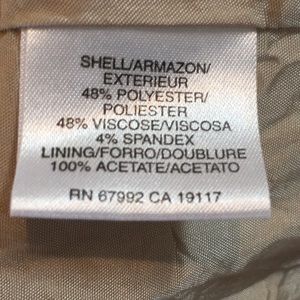 SHELL/ARMAZON/
EXTERIEUR
48% POLYESTER/
POLIESTER
48% VISCOSE/VISCOSA
4% SPANDEX
LINING/FORRO/DOUBLURE
100% ACETATE/ACETATO
RN 67992 CA 19117